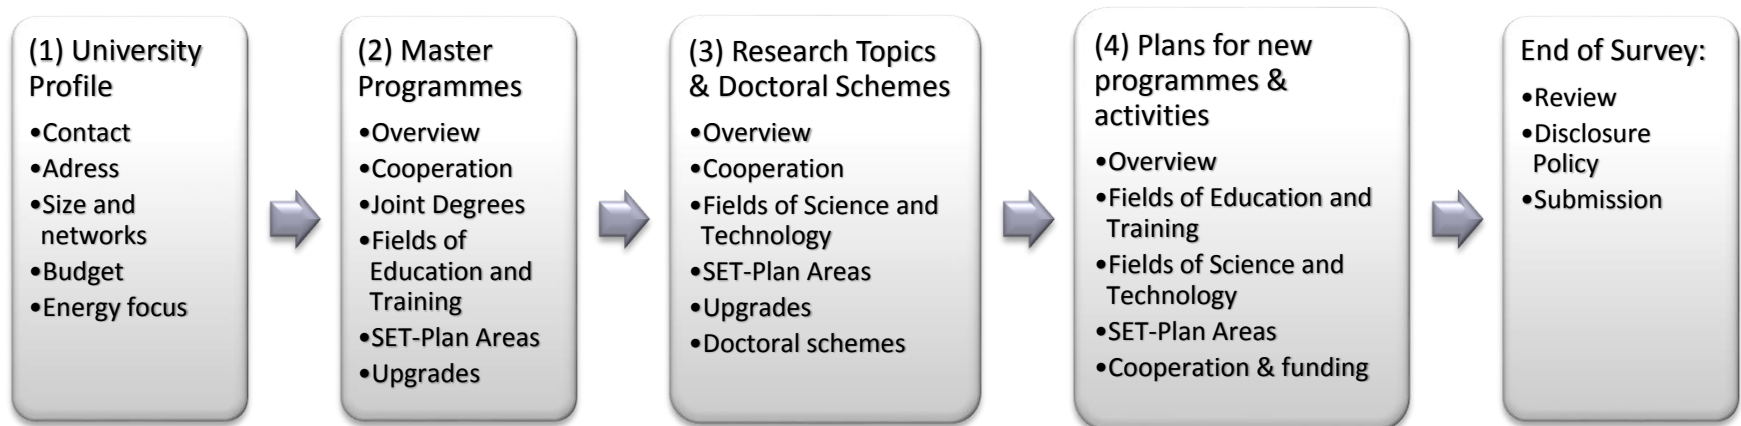 (1) University
Profile
•Contact
•Adress
•Size and
networks
•Budget
•Energy focus
(2) Master
Programmes
•Overview
•Cooperation
•Joint Degrees
•Fields of
Education and
Training
•SET-Plan Areas
•Upgrades
(3) Research Topics
& Doctoral Schemes
•Overview
•Cooperation
•Fields of Science and
Technology
•SET-Plan Areas
•Upgrades
•Doctoral schemes
(4) Plans for new
programmes &
activities
•Overview
•Fields of Education and
Training
•Fields of Science and
Technology
•SET-Plan Areas
•Cooperation & funding
End of Survey:
•Review
•Disclosure
Policy
•Submission